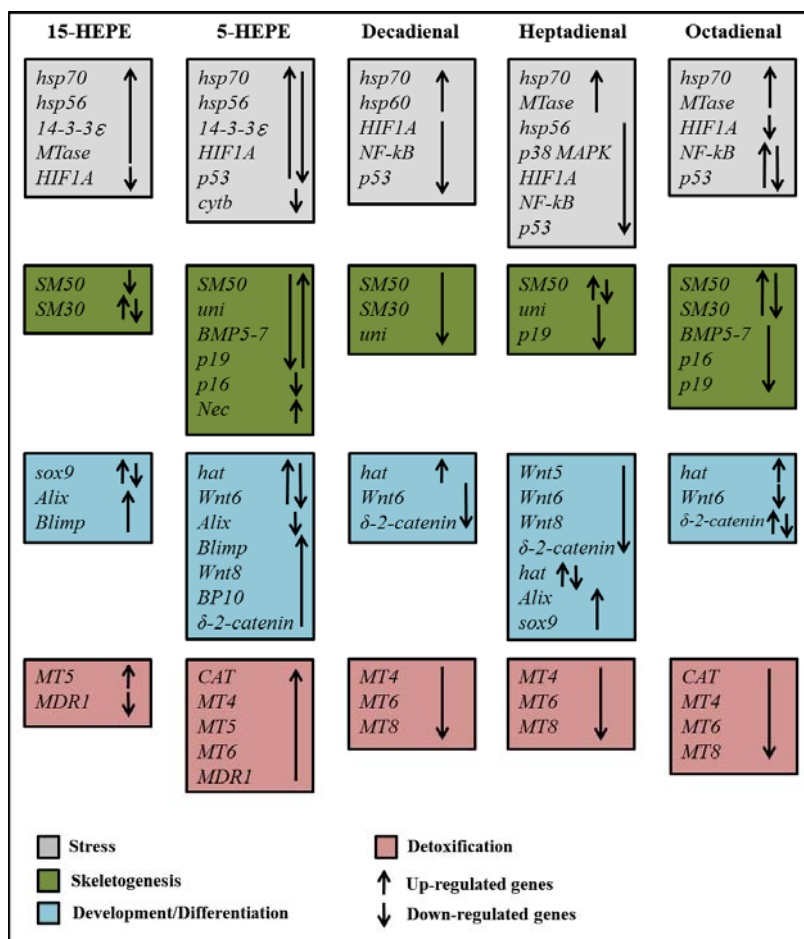 15-HEPE
5-HEPE
Decadienal
Heptadienal
Octadienal
hsp70
hsp56
14-3-3ε
MTase
HIF1A
hsp70
hsp56
14-3-3ε
HIF1A
p53
cytb
hsp70
hsp60
HIF1A
NF-kB
p53
hsp70
MTase
hsp56
p38 MAPK
HIF1A
NF-kB
p53
hsp70
MTase
HIF1A
NF-kB
p53
SM50
SM30
SM50
uni
BMP5-7
p19
p16
Nec
SM50
SM30
uni
SM50
uni
p19
SM50
SM30
BMP5-7
p16
p19
sox9
Alix
Blimp
hat
Wnt6
Alix
Blimp
Wnt8
BP10
δ-2-catenin
hat
Wnt6
δ-2-catenin
Wnt5
Wnt6
Wnt8
δ-2-catenin
hat
Alix
sox9
hat
Wnt6
δ-2-catenin
MT5
MDR1
CAT
MT4
MT5
MT6
MDR1
MT4
MT6
MT8
MT4
MT6
MT8
CAT
MT4
MT6
MT8
Stress
Skeletogenesis
Development/Differentiation
Detoxification
Up-regulated genes
Down-regulated genes